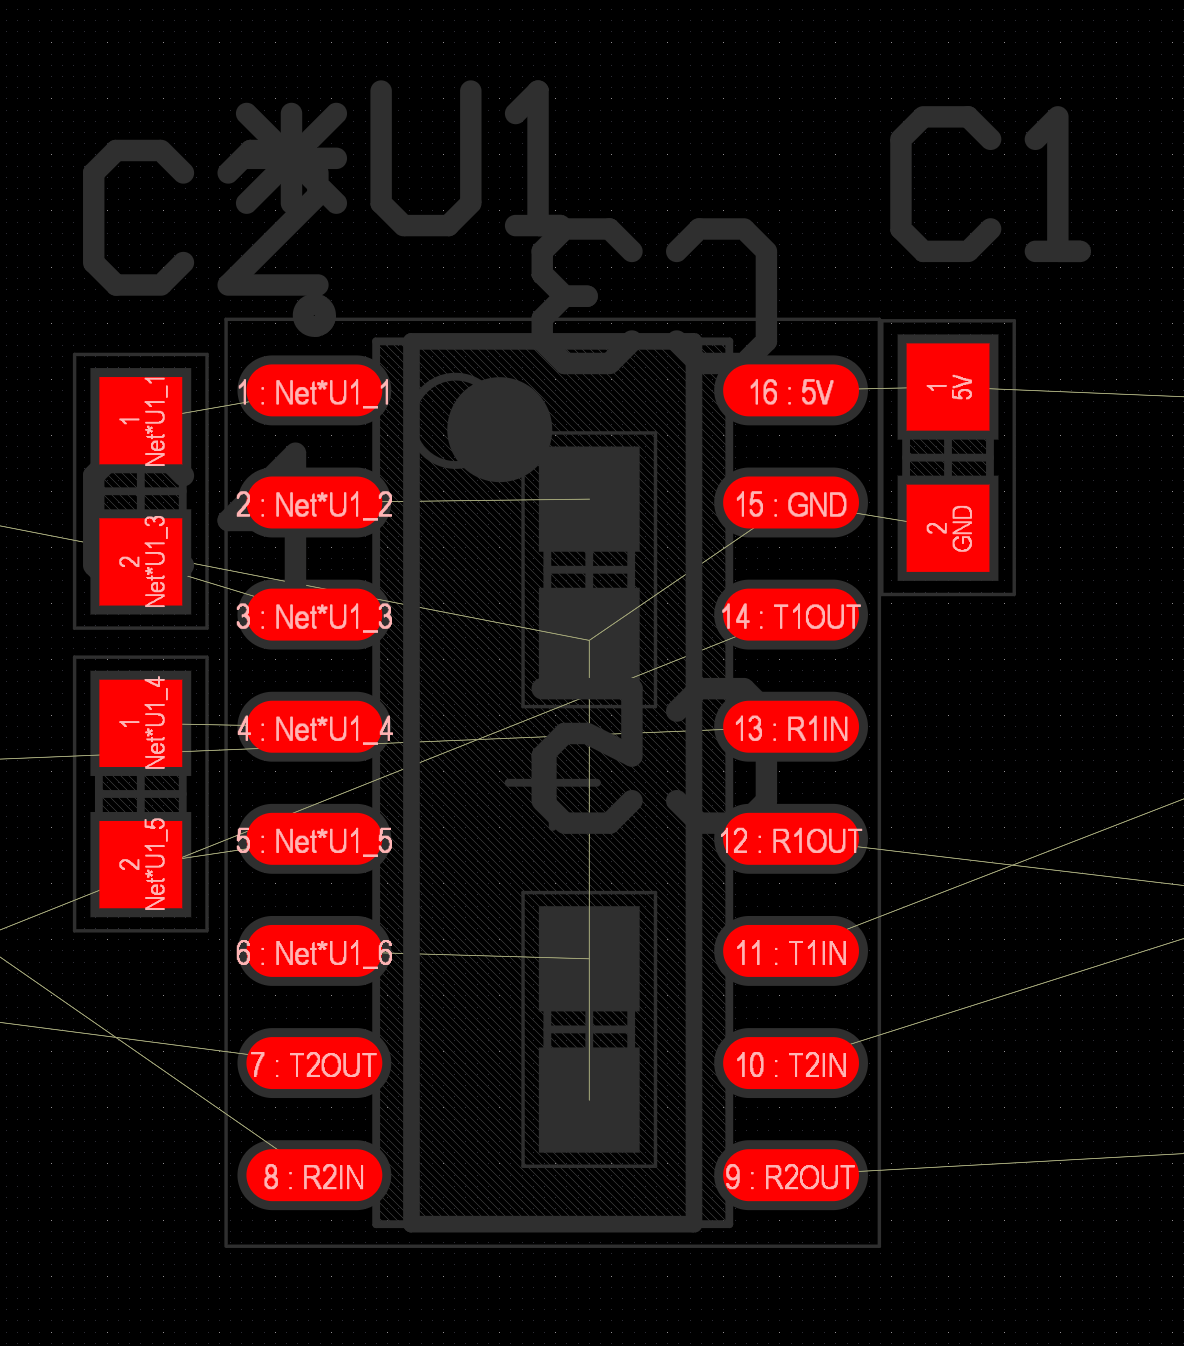 C2
*
U1
C1
C3
1
Net*U1_1
2
Net*U1_3
C4
1
Net*U1_4
2
Net*U1_5
1 : Net*U1_1
2 : Net*U1_2
3 : Net*U1_3
4 : Net*U1_4
5 : Net*U1_5
6 : Net*U1_6
7 : T2OUT
8 : R2IN
C5
16 : 5V
15 : GND
14 : T1OUT
13 : R1IN
12 : R1OUT
11 : T1IN
10 : T2IN
9 : R2OUT
1
5V
2
GND